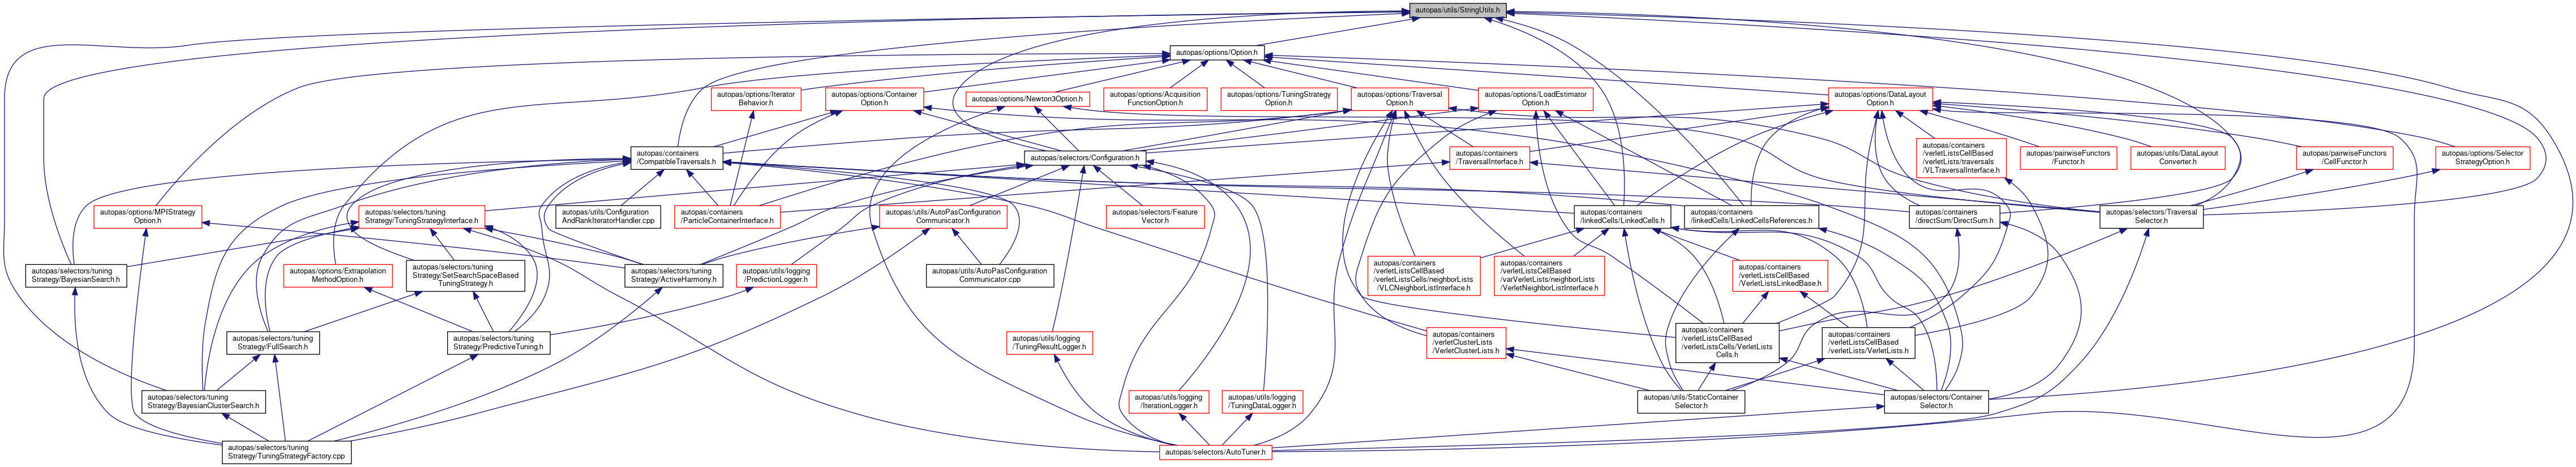 autopas/utils/StringUtils.h
autopas/options/Option.h
autopas/options/Iterator
Behavior.h
autopas/options/Container
Option.h
autopas/options/Newton3Option.h
autopas/options/Acquisition
FunctionOption.h
autopas/options/TuningStrategy
Option.h
autopas/options/Traversal
Option.h
autopas/options/LoadEstimator
Option.h
autopas/options/DataLayout
Option.h
autopas/containers
/CompatibleTraversals.h
autopas/selectors/Configuration.h
autopas/containers
/TraversalInterface.h
autopas/containers
/verletListsCellBased
/verletLists/traversals
/VLTraversalInterface.h
autopas/pairwiseFunctors
/Functor.h
autopas/utils/DataLayout
Converter.h
autopas/pairwiseFunctors
/CellFunctor.h
autopas/options/Selector
StrategyOption.h
autopas/options/MPIStrategy
Option.h
autopas/selectors/tuning
Strategy/TuningStrategyInterface.h
autopas/utils/Configuration
AndRankIteratorHandler.cpp
autopas/containers
/ParticleContainerInterface.h
autopas/utils/AutoPasConfiguration
Communicator.h
autopas/selectors/Feature
Vector.h
autopas/containers
/linkedCells/LinkedCells.h
autopas/containers
/linkedCells/LinkedCellsReferences.h
autopas/containers
/directSum/DirectSum.h
autopas/selectors/Traversal
Selector.h
autopas/selectors/tuning
Strategy/BayesianSearch.h
autopas/options/Extrapolation
MethodOption.h
autopas/selectors/tuning
Strategy/SetSearchSpaceBased
TuningStrategy.h
autopas/selectors/tuning
Strategy/ActiveHarmony.h
autopas/utils/logging
/PredictionLogger.h
autopas/utils/AutoPasConfiguration
Communicator.cpp
autopas/containers
/verletListsCellBased
/verletListsCells/neighborLists
/VLCNeighborListInterface.h
autopas/containers
/verletListsCellBased
/varVerletLists/neighborLists
/VerletNeighborListInterface.h
autopas/containers
/verletListsCellBased
/VerletListsLinkedBase.h
autopas/selectors/tuning
Strategy/FullSearch.h
autopas/selectors/tuning
Strategy/PredictiveTuning.h
autopas/utils/logging
/TuningResultLogger.h
autopas/containers
/verletClusterLists
/VerletClusterLists.h
autopas/containers
/verletListsCellBased
/verletListsCells/VerletLists
Cells.h
autopas/containers
/verletListsCellBased
/verletLists/VerletLists.h
autopas/selectors/tuning
Strategy/BayesianClusterSearch.h
autopas/utils/logging
/IterationLogger.h
autopas/utils/logging
/TuningDataLogger.h
autopas/utils/StaticContainer
Selector.h
autopas/selectors/Container
Selector.h
autopas/selectors/tuning
Strategy/TuningStrategyFactory.cpp
autopas/selectors/AutoTuner.h